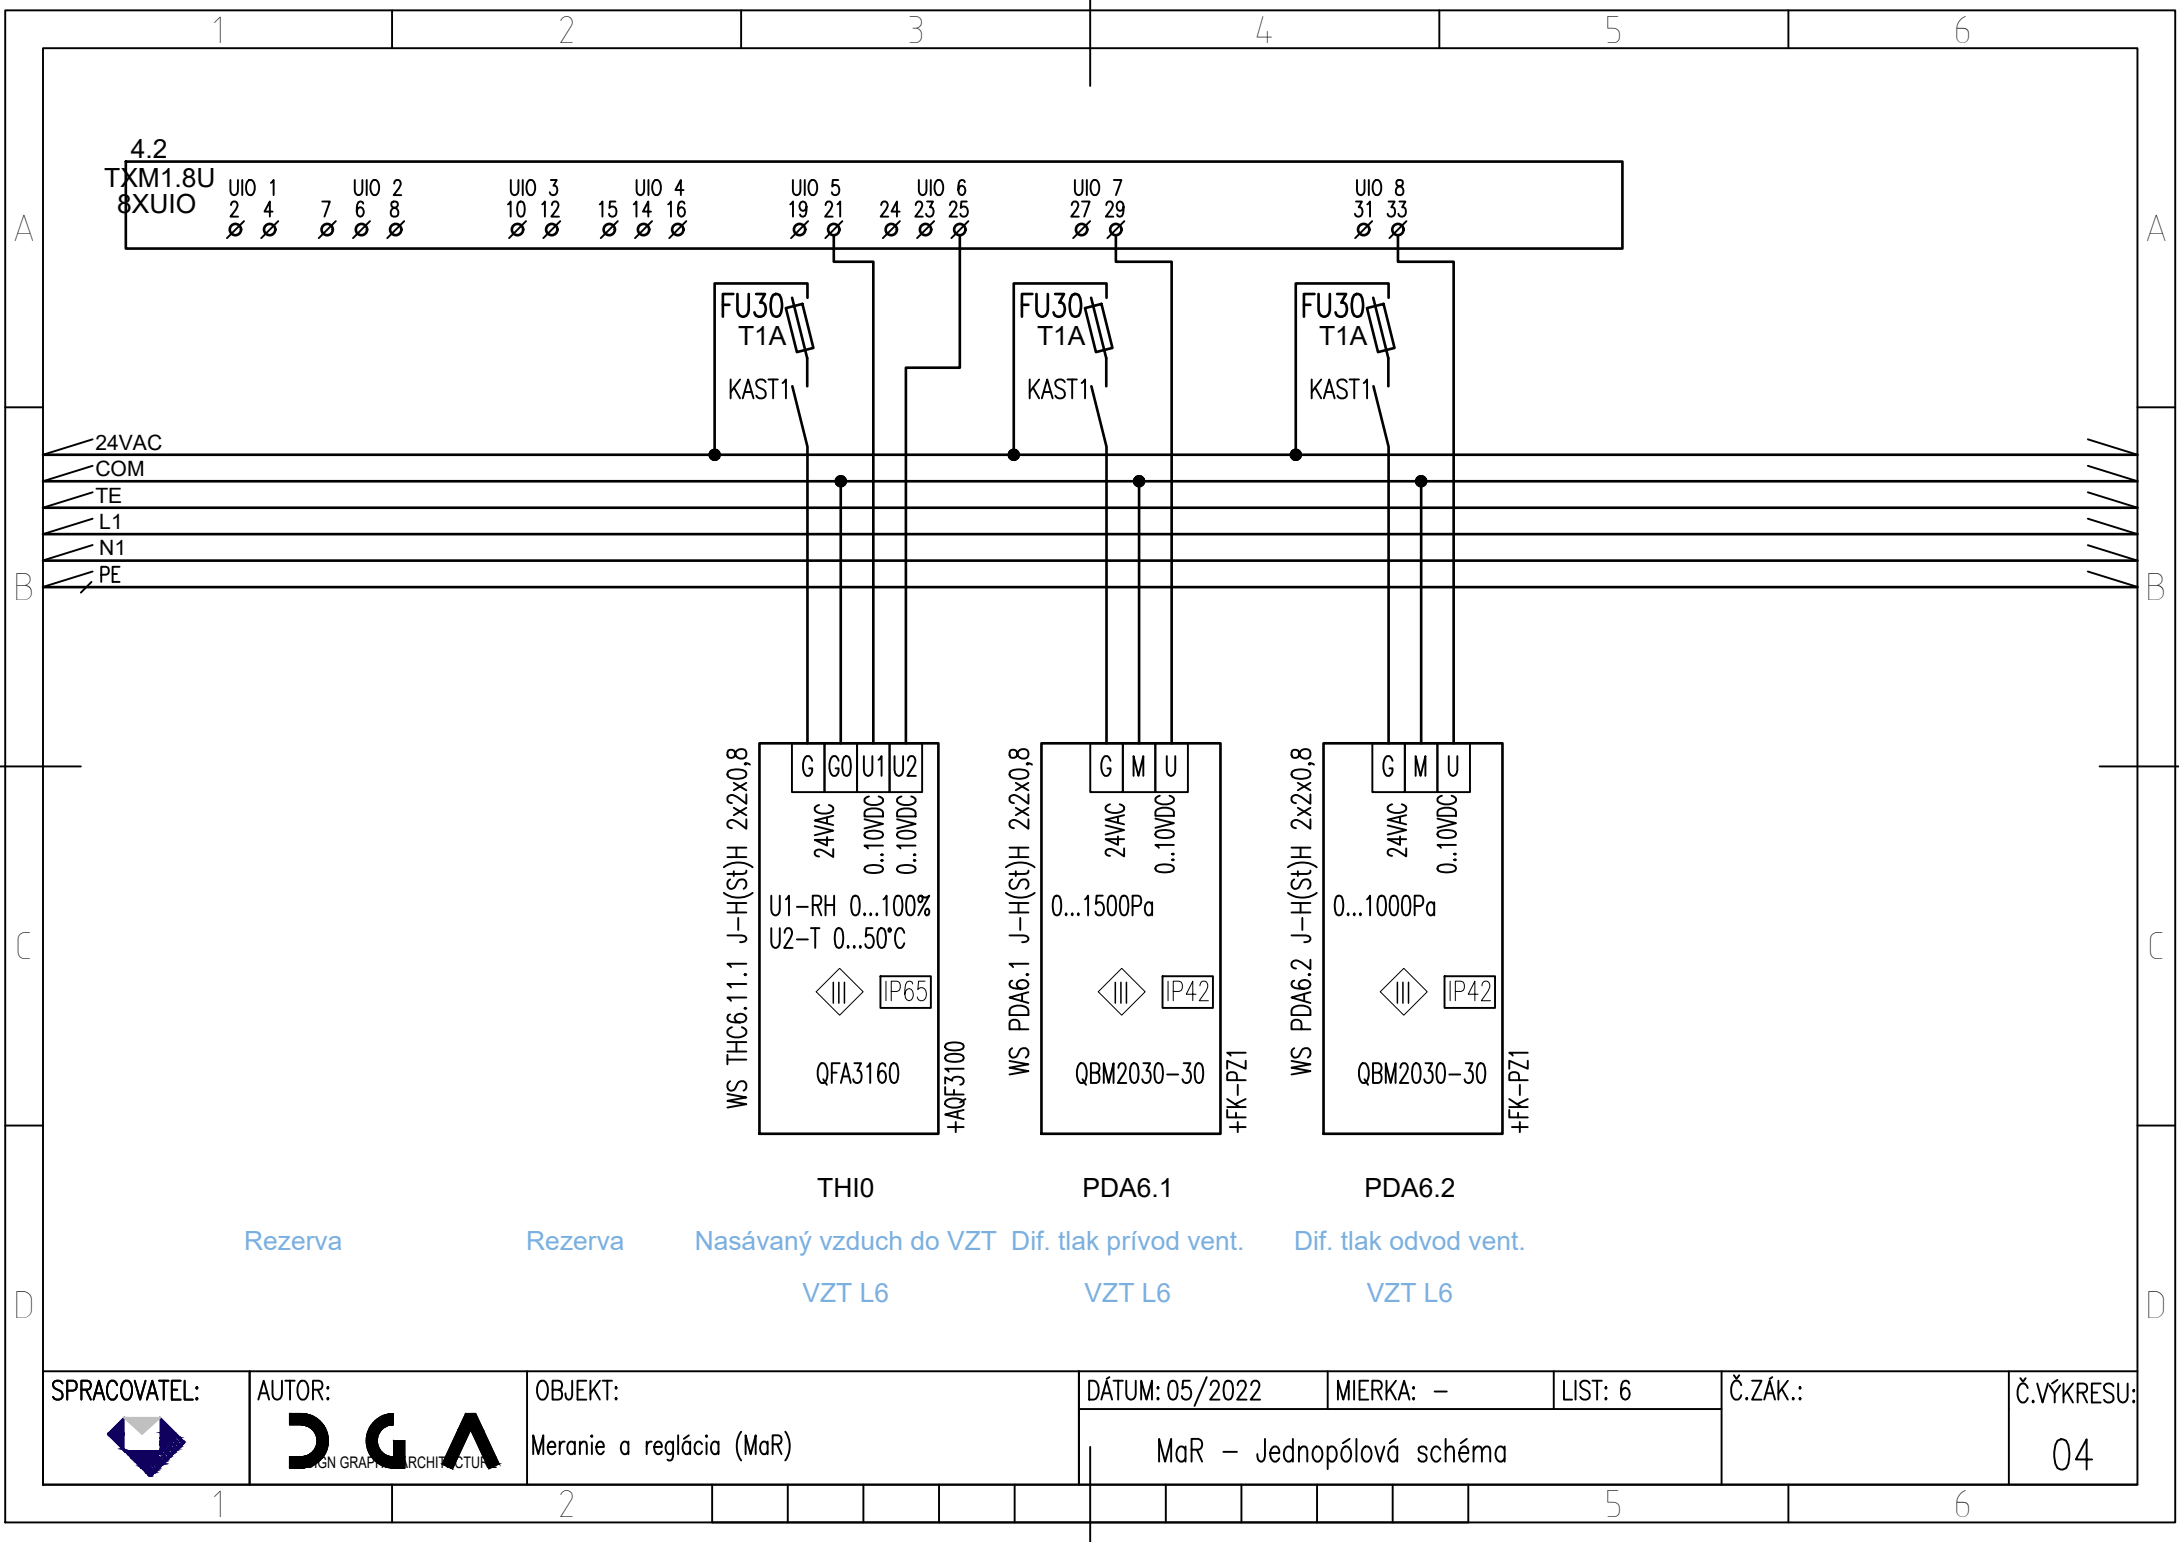 1 2 3 4 5 6
A A
4.2
TXM1.8U
8XUIO
UIO 1 UIO 2 UIO 3 UIO 4 UIO 5 UIO 6 UIO 7 UIO 8
2 4 7 6 8 10 12 15 14 16 19 21 24 23 25 27 29 31 33
FU30 FU30 FU30
T1A T1A T1A
KAST1 KAST1 KAST1
24VAC
COM
TE
L1
N1
PE
B B
G G0 U1 U2 G M U G M U
24VAC 0..10VDC 0..10VDC 24VAC 0..10VDC 24VAC 0..10VDC
WS THC6.11.1 J-H(St)H 2x2x0,8
WS PDA6.1 J-H(St)H 2x2x0,8
WS PDA6.2 J-H(St)H 2x2x0,8
U1-RH 0...100% 0...1500Pa 0...1000Pa
U2-T 0...50°C
C C
III IP65 III IP42 III IP42
QFA3160 QBM2030-30 QBM2030-30
+AQF3100 +FK-PZ1 +FK-PZ1
THI0 PDA6.1 PDA6.2
Rezerva Rezerva Nasávaný vzduch do VZT Dif. tlak prívod vent. Dif. tlak odvod vent.
VZT L6 VZT L6 VZT L6
D D
SPRACOVATEL: AUTOR: OBJEKT: DÁTUM: 05/2022 MIERKA: - LIST: 6 Č.ZÁK.: Č.VÝKRESU:
DGA
Meranie a reglácia (MaR) MaR - Jednopólová schéma 04
1 2 5 6